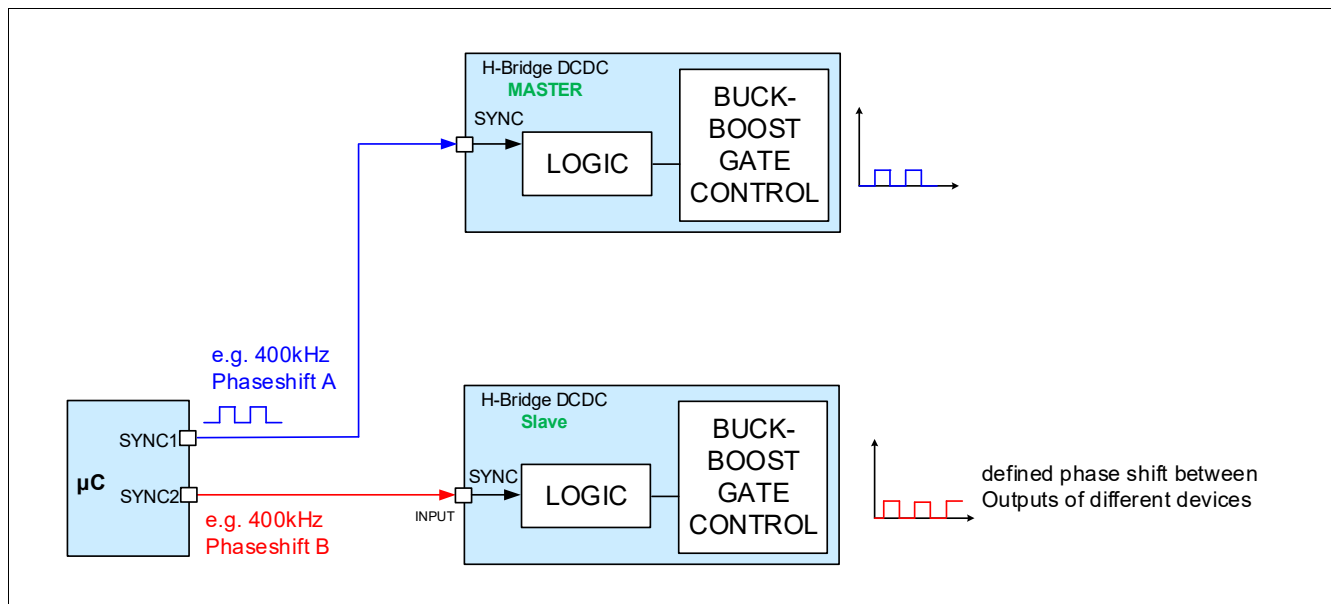 H-Bridge DCDC
MASTER
SYNC
LOGIC
BUCK-
BOOST
GATE
CONTROL
e.g. 400kHz
Phaseshift A
µC
SYNC1
SYNC2
e.g. 400kHz
Phaseshift B
H-Bridge DCDC
Slave
SYNC
INPUT
LOGIC
BUCK-
BOOST
GATE
CONTROL
defined phase shift between
Outputs of different devices